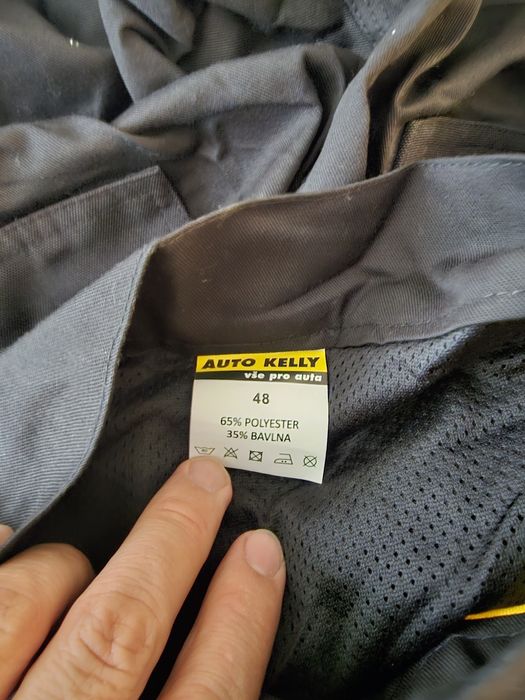 AUTO KELLY
vše pro auta
48
65% POLYESTER
35% BAVLNA